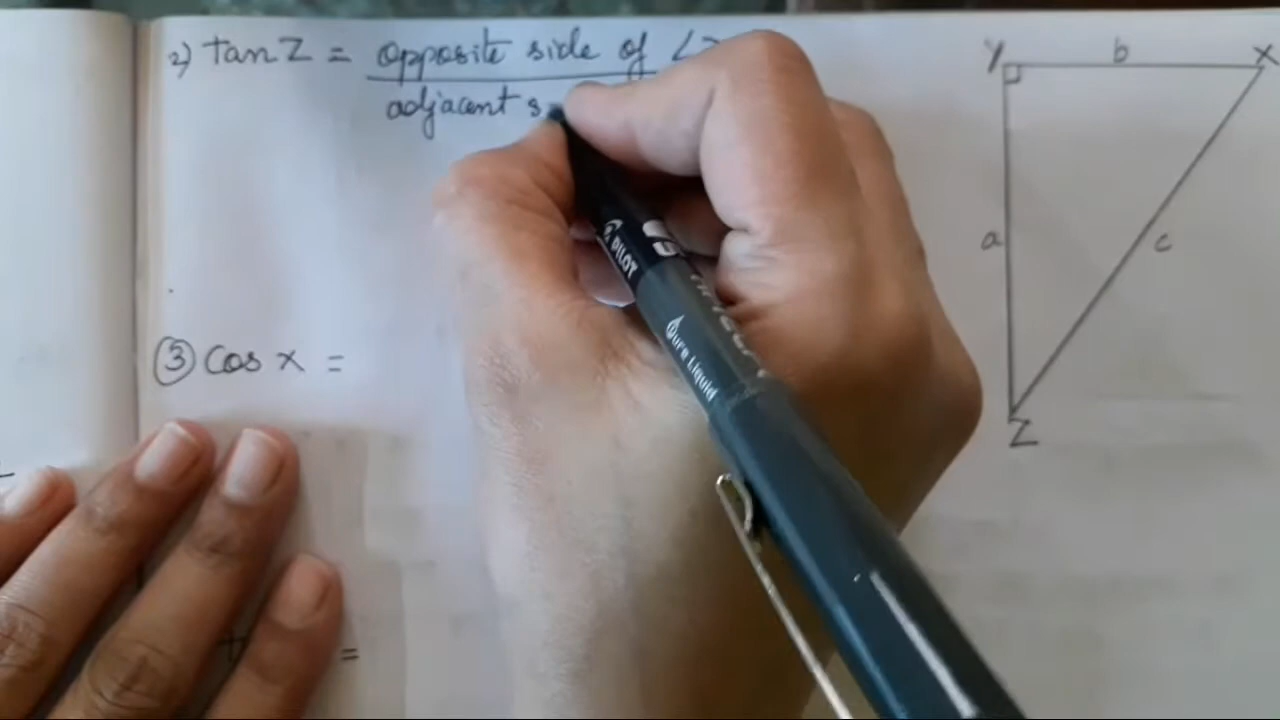 2) tan Z = opposite side of ∠
adjacent s
③ cos x =
=
Y b X
a c
Z
PILOT
Pure Liquid